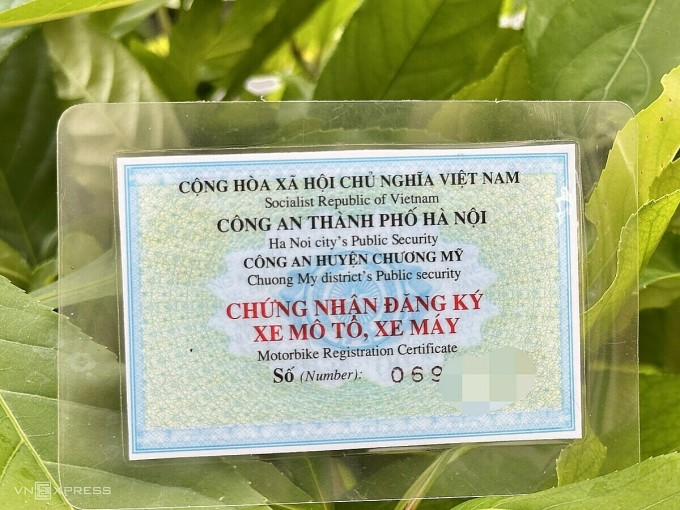 CỘNG HÒA XÃ HỘI CHỦ NGHĨA VIỆT NAM
Socialist Republic of Vietnam
CÔNG AN THÀNH PHỐ HÀ NỘI
Ha Noi city's Public Security
CÔNG AN HUYỆN CHƯƠNG MỸ
Chuong My district's Public security
CHỨNG NHẬN ĐĂNG KÝ
XE MÔ TÔ, XE MÁY
Motorbike Registration Certificate
Số (Number): 069
VNEXPRESS